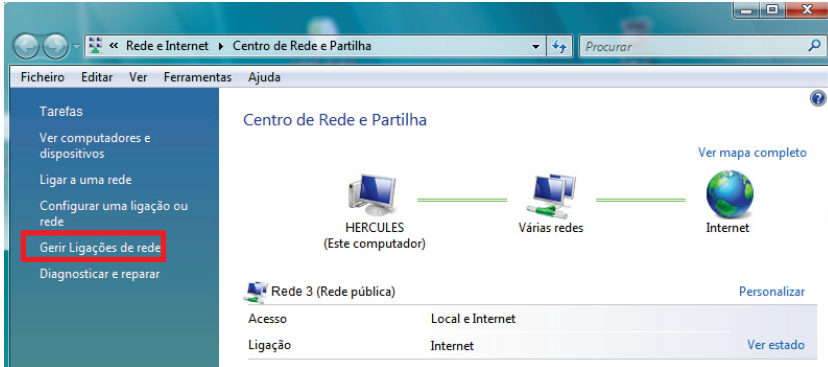 « Rede e Internet ▸ Centro de Rede e Partilha
Procurar
Ficheiro Editar Ver Ferramentas Ajuda
Tarefas
Ver computadores e
dispositivos
Ligar a uma rede
Configurar uma ligação ou
rede
Gerir Ligações de rede
Diagnosticar e reparar
Centro de Rede e Partilha
Ver mapa completo
HERCULES
(Este computador)
Várias redes
Internet
Rede 3 (Rede pública)
Personalizar
Acesso Local e Internet
Ligação Internet Ver estado